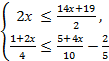 { 2x ≤ (14x+19)/2 ,
(1+2x)/4 ≤ (5+4x)/10 − 2/5